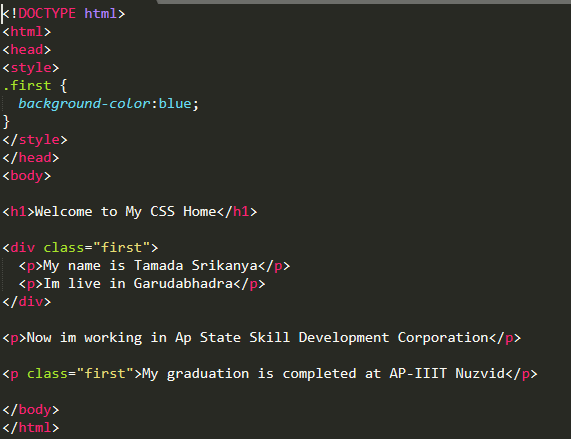 <!DOCTYPE html>
<html>
<head>
<style>
.first {
  background-color:blue;
}
</style>
</head>
<body>

<h1>Welcome to My CSS Home</h1>

<div class="first">
  <p>My name is Tamada Srikanya</p>
  <p>Im live in Garudabhadra</p>
</div>

<p>Now im working in Ap State Skill Development Corporation</p>

<p class="first">My graduation is completed at AP-IIIT Nuzvid</p>

</body>
</html>